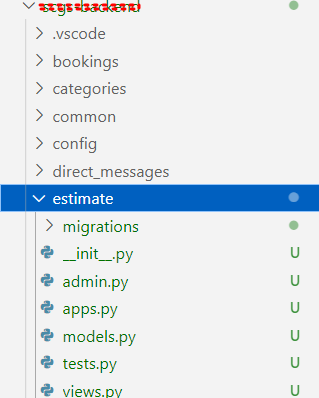 .vscode
bookings
categories
common
config
direct_messages
estimate
migrations
__init__.py U
admin.py U
apps.py U
models.py U
tests.py U
views.py U